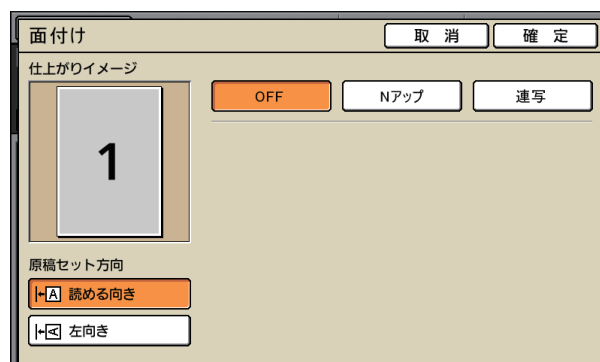 面付け
取 消
確 定
仕上がりイメージ
OFF
Nアップ
連写
1
原稿セット方向
A 読める向き
A 左向き